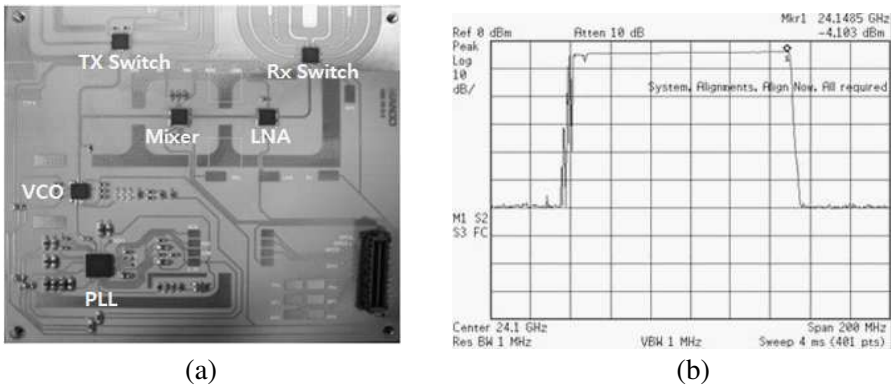 TX Switch
Rx Switch
Mixer
LNA
VCO
PLL
(a)
Mkr1 24.1485 GHz
Ref 0 dBm
Atten 10 dB
-4.103 dBm
Peak
Log
10
dB/
System, Alignments, Align Now, All required
M1 S2
S3 FC
Center 24.1 GHz
Span 200 MHz
Res BW 1 MHz
VBW 1 MHz
Sweep 4 ms (401 pts)
(b)